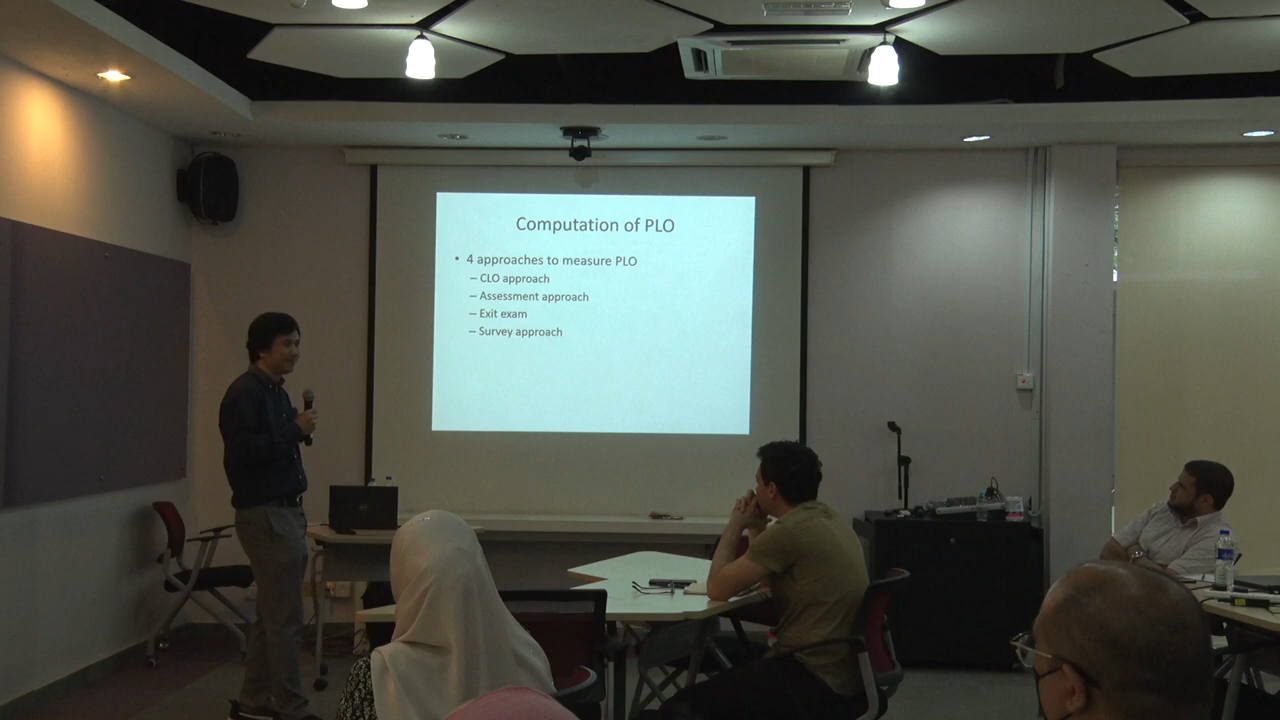 Computation of PLO
• 4 approaches to measure PLO
– CLO approach
– Assessment approach
– Exit exam
– Survey approach